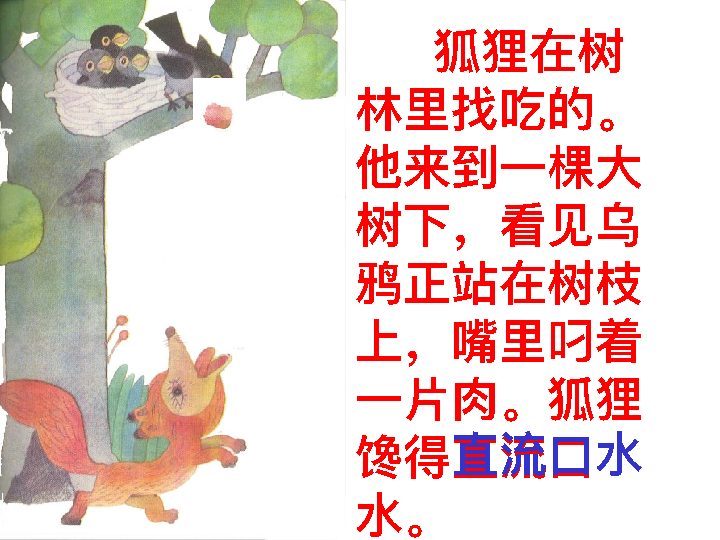 狐狸在树
林里找吃的。
他来到一棵大
树下，看见乌
鸦正站在树枝
上，嘴里叼着
一片肉。狐狸
馋得直流口水
水。